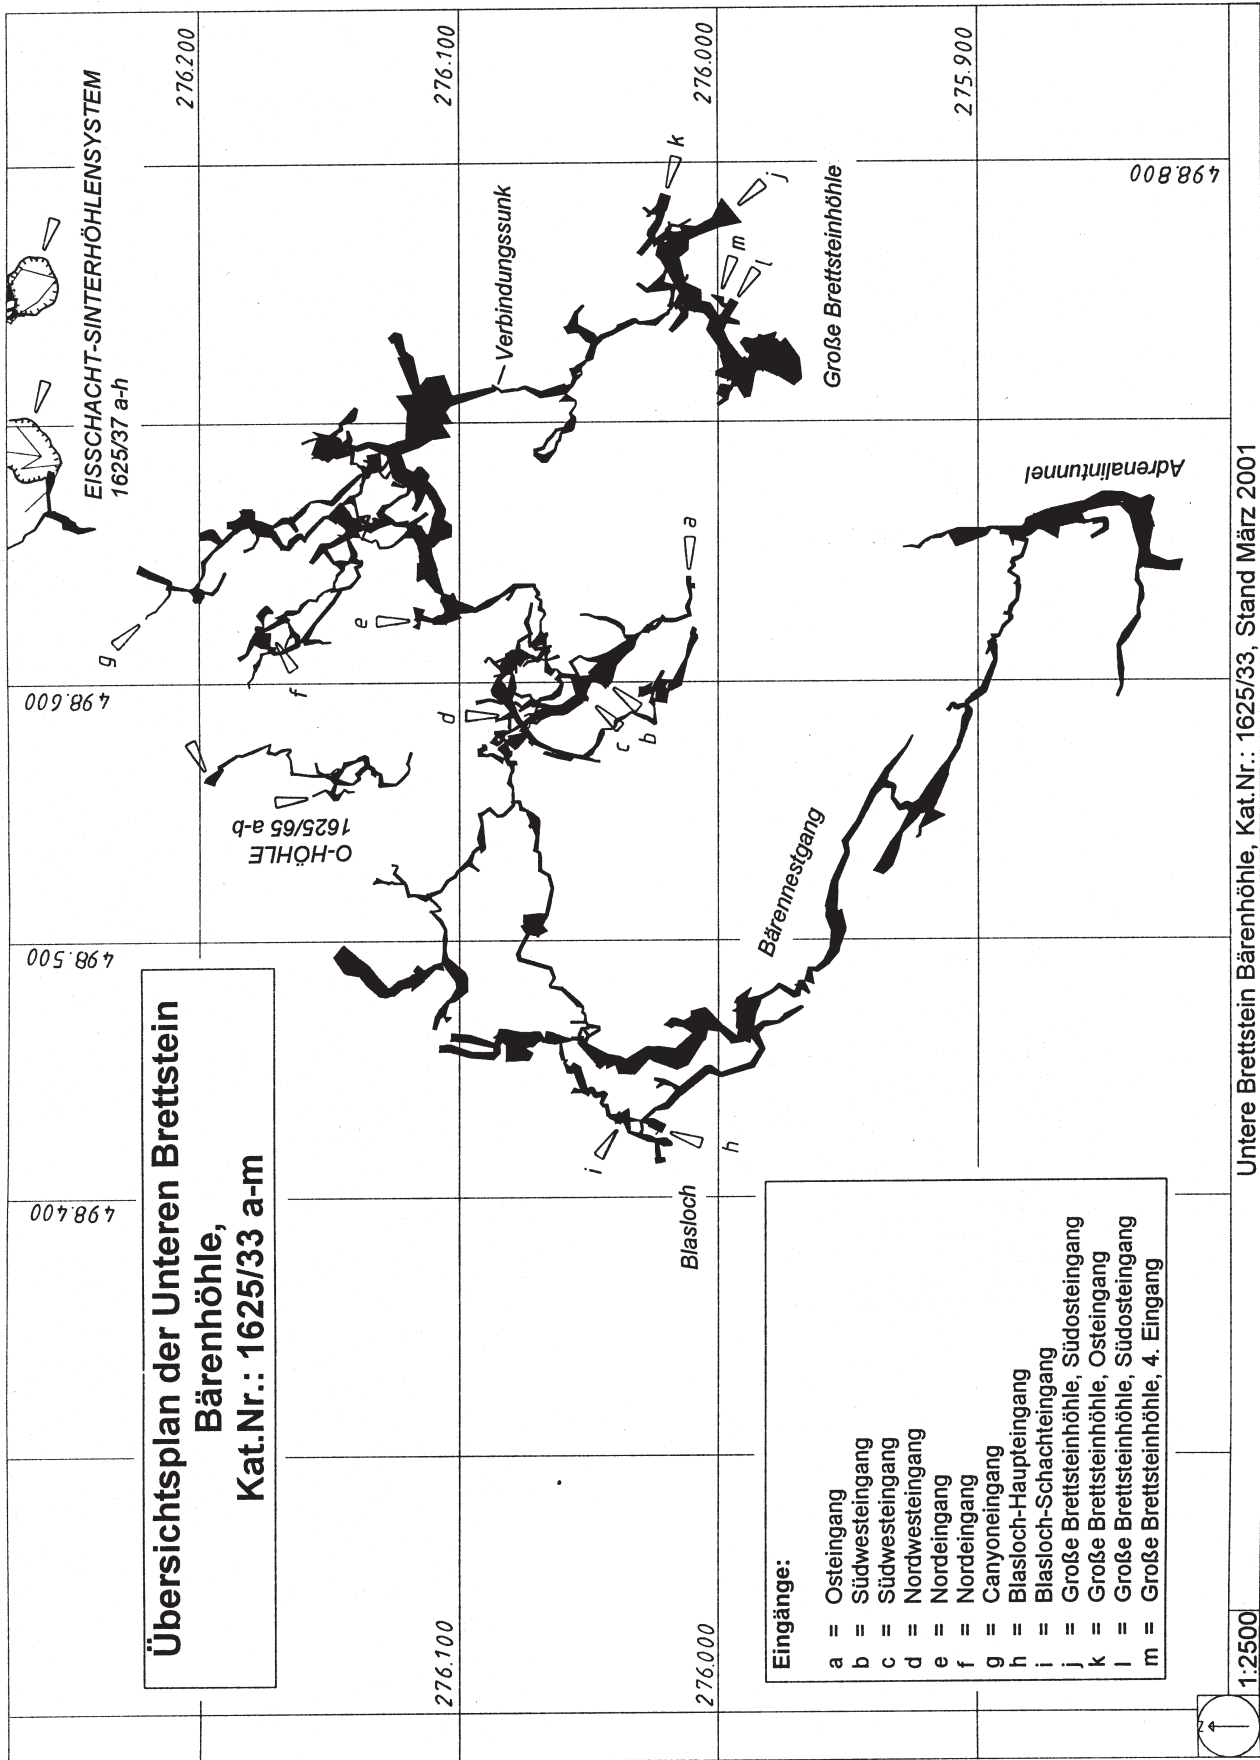 Übersichtsplan der Unteren Brettstein
Bärenhöhle,
Kat.Nr.: 1625/33 a-m
EISSCHACHT-SINTERHÖHLENSYSTEM
1625/37 a-h
276.200
276.100
276.000
275.900
276.100
276.000
498.400
498.500
498.600
498.800
O-HÖHLE
1625/65 a-b
g
f
e
d
c
b
a
Verbindungssunk
k
j
m
l
Große Brettsteinhöhle
Adrenalintunnel
Bärennestgang
i
h
Blasloch
Eingänge:
a = Osteingang
b = Südwesteingang
c = Südwesteingang
d = Nordwesteingang
e = Nordeingang
f = Nordeingang
g = Canyoneingang
h = Blasloch-Haupteingang
i = Blasloch-Schachteingang
j = Große Brettsteinhöhle, Südosteingang
k = Große Brettsteinhöhle, Osteingang
l = Große Brettsteinhöhle, Südosteingang
m = Große Brettsteinhöhle, 4. Eingang
N
1:2500
Untere Brettstein Bärenhöhle, Kat.Nr.: 1625/33, Stand März 2001